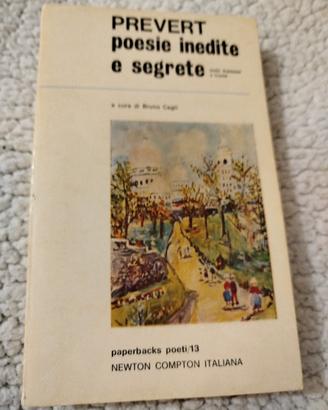 PREVERT
poesie inedite
e segrete
a cura di Bruno Cagli
paperbacks poeti/13
NEWTON COMPTON ITALIANA